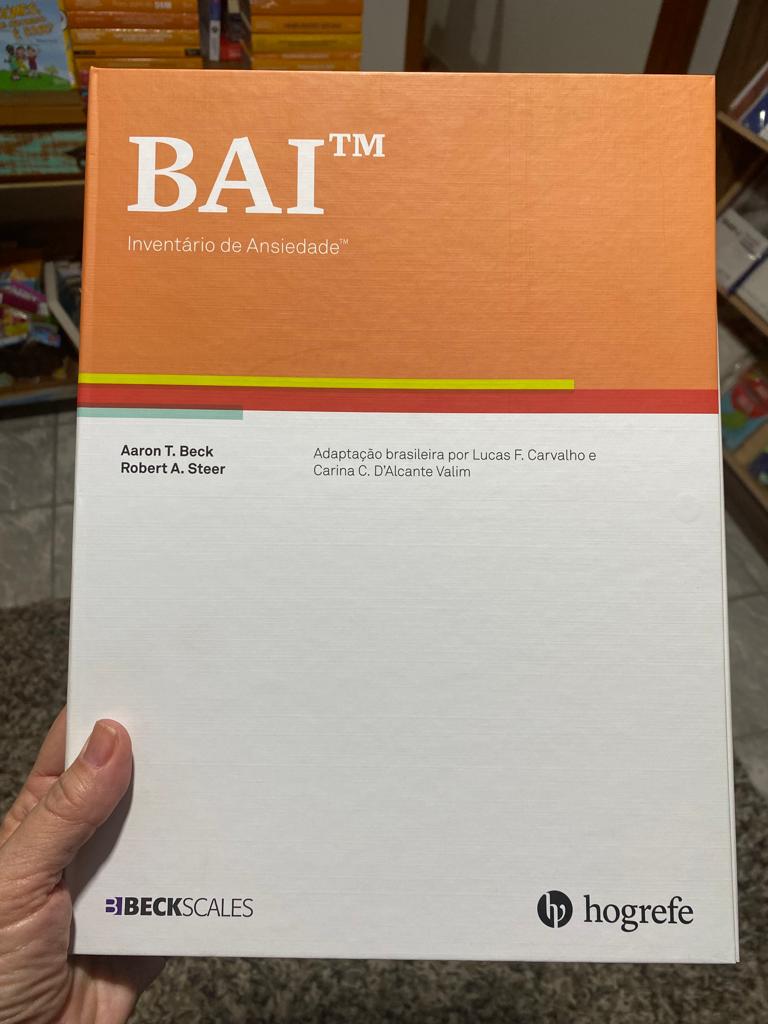 BAI™
Inventário de Ansiedade™
Aaron T. Beck
Robert A. Steer
Adaptação brasileira por Lucas F. Carvalho e
Carina C. D'Alcante Valim
BECKSCALES
hogrefe